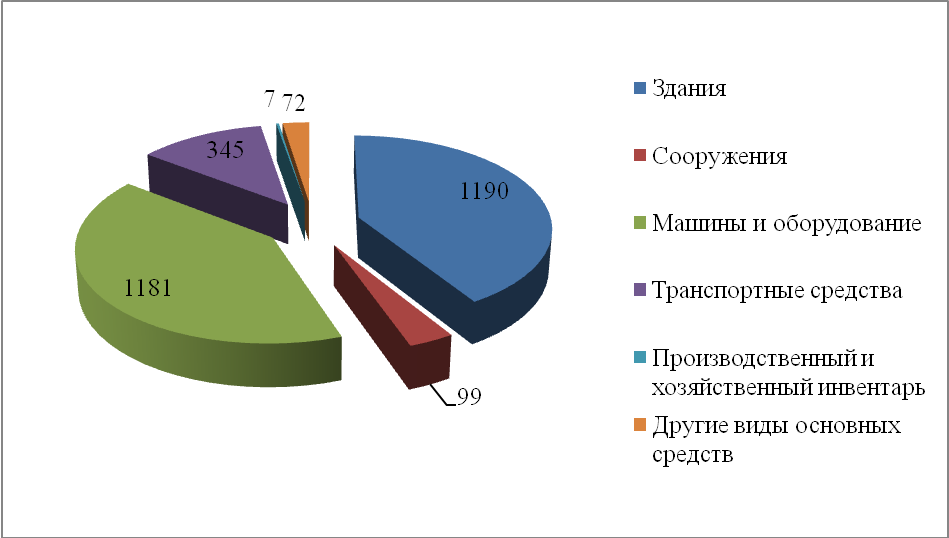 7
72
345
1190
1181
99
Здания
Сооружения
Машины и оборудование
Транспортные средства
Производственный и
хозяйственный инвентарь
Другие виды основных
средств